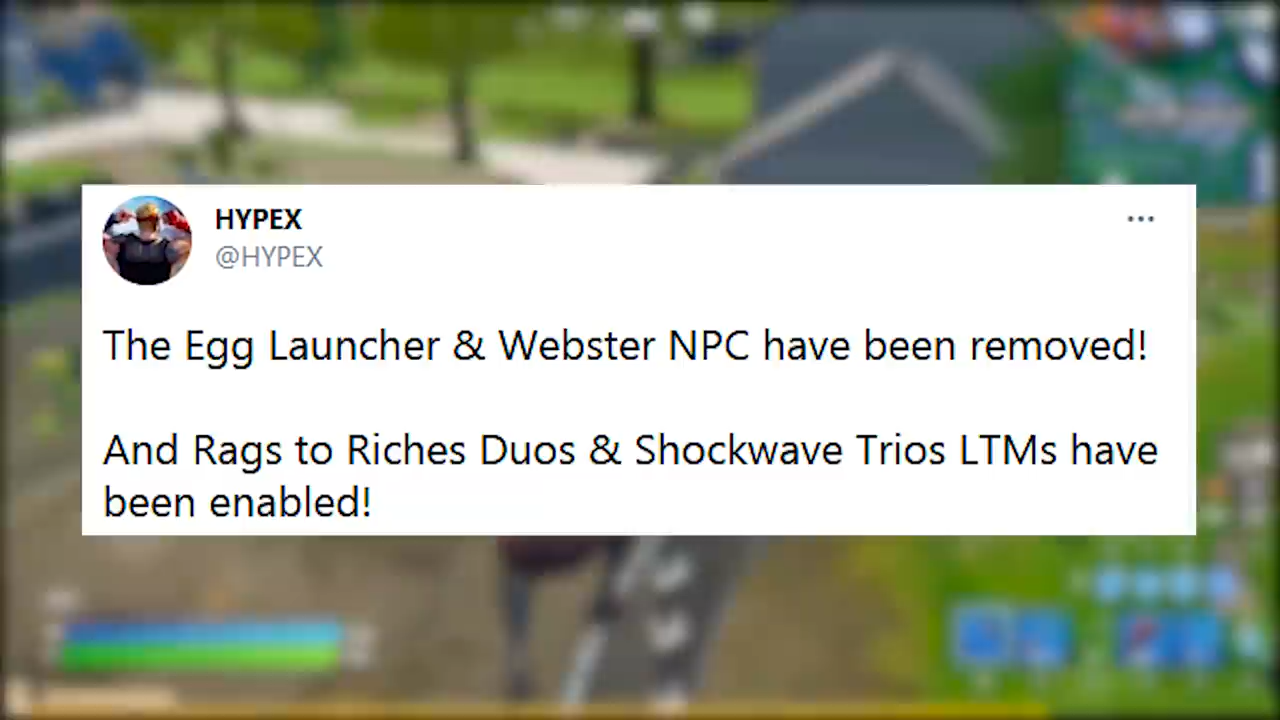 HYPEX
@HYPEX
The Egg Launcher & Webster NPC have been removed!
And Rags to Riches Duos & Shockwave Trios LTMs have
been enabled!